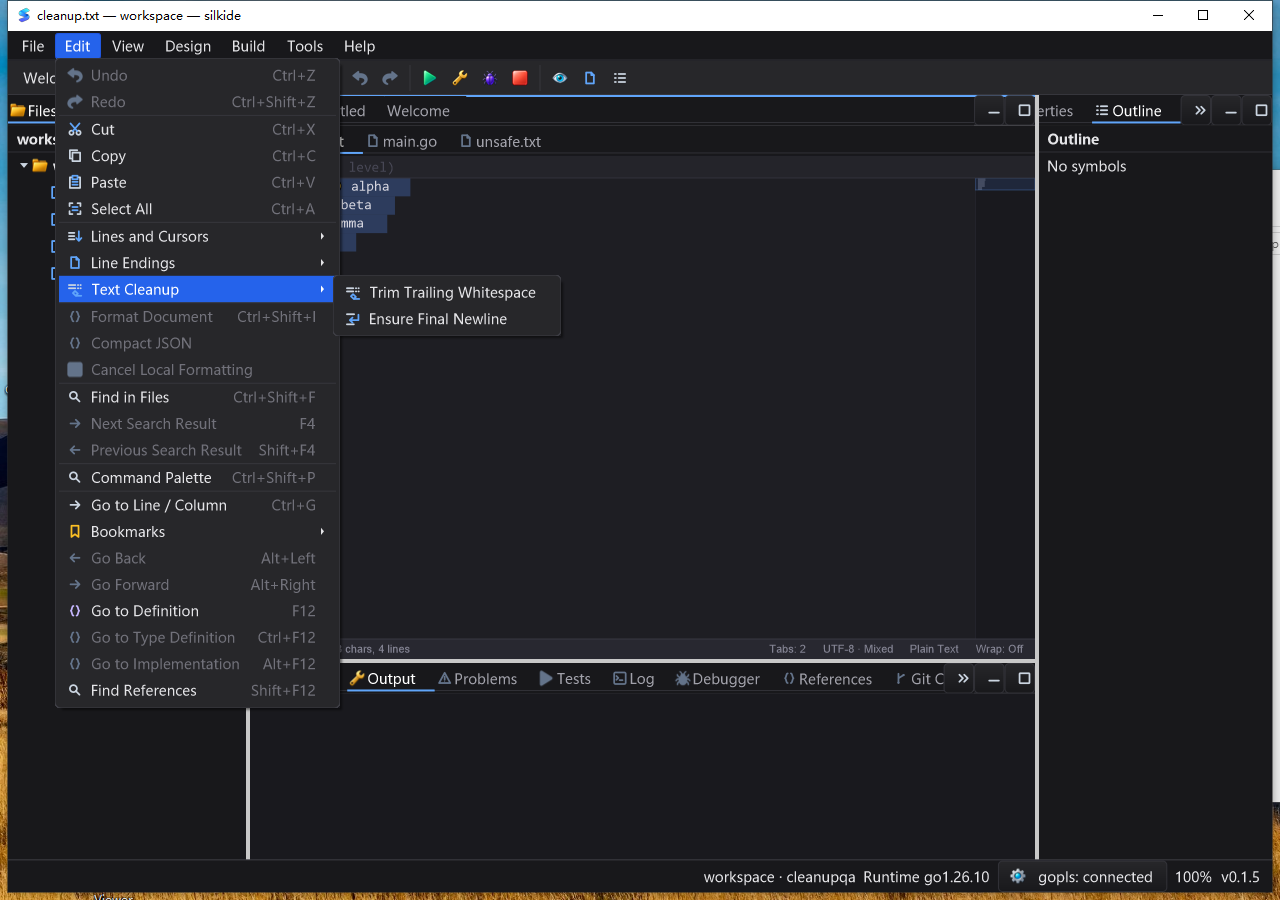 cleanup.txt — workspace — silkide
File Edit View Design Build Tools Help
Undo Ctrl+Z
Redo Ctrl+Shift+Z
Cut Ctrl+X
Copy Ctrl+C
Paste Ctrl+V
Select All Ctrl+A
Lines and Cursors
Line Endings
Text Cleanup
Format Document Ctrl+Shift+I
Compact JSON
Cancel Local Formatting
Find in Files Ctrl+Shift+F
Next Search Result F4
Previous Search Result Shift+F4
Command Palette Ctrl+Shift+P
Go to Line / Column Ctrl+G
Bookmarks
Go Back Alt+Left
Go Forward Alt+Right
Go to Definition F12
Go to Type Definition Ctrl+F12
Go to Implementation Alt+F12
Find References Shift+F12
Trim Trailing Whitespace
Ensure Final Newline
Files
Welcome
main.go unsafe.txt
level)
alpha
beta
chars, 4 lines Tabs: 2 UTF-8 · Mixed Plain Text Wrap: Off
Output Problems Tests Log Debugger References Git C
Outline
Outline
No symbols
workspace · cleanupqa Runtime go1.26.10 gopls: connected 100% v0.1.5